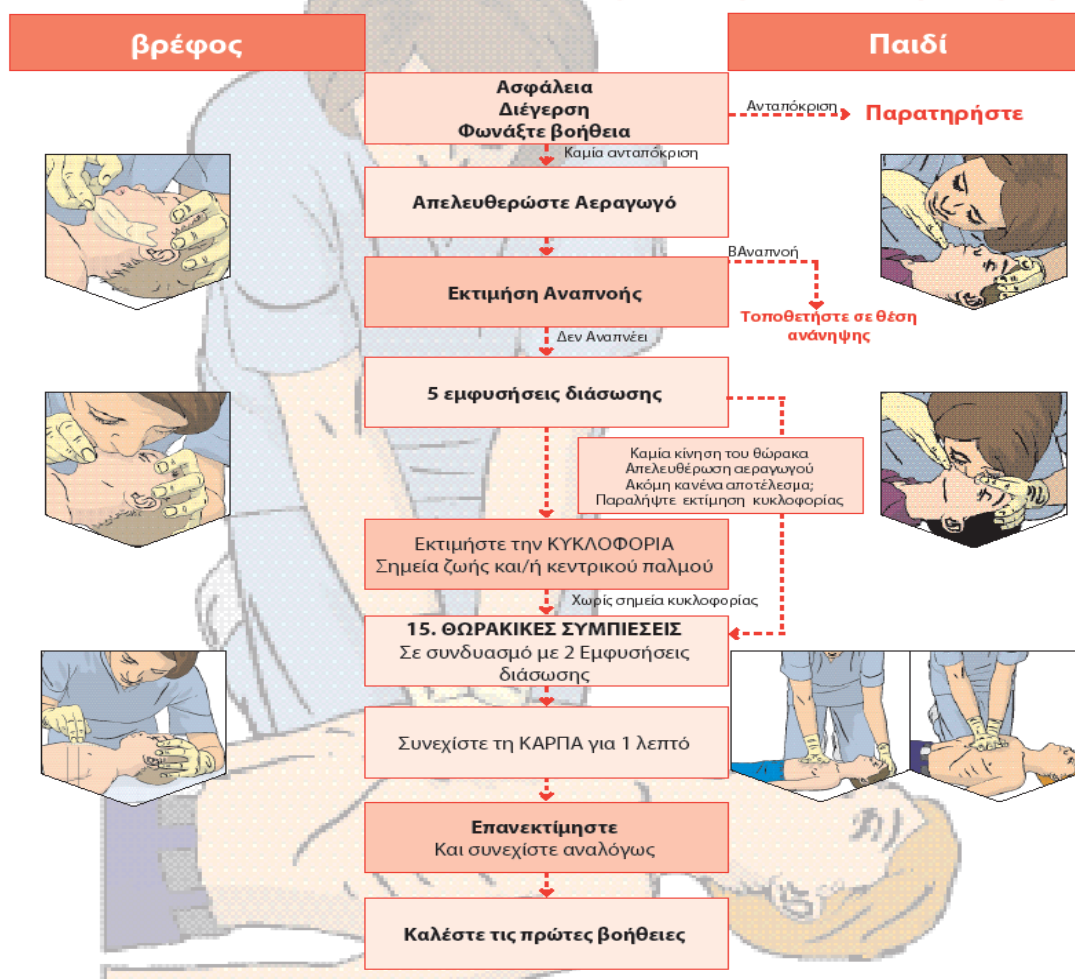 βρέφος
Παιδί
Ασφάλεια
Διέγερση
Φωνάξτε βοήθεια
Ανταπόκριση
Παρατηρήστε
Καμία ανταπόκριση
Απελευθερώστε Αεραγωγό
ΒΑναπνοή
Εκτιμήση Αναπνοής
Τοποθετήστε σε θέση
ανάνηψης
Δεν Αναπνέει
5 εμφυσήσεις διάσωσης
Καμία κίνηση του θώρακα
Απελευθέρωση αεραγωγού
Ακόμη κανένα αποτέλεσμα;
Παραλήψτε εκτίμηση κυκλοφορίας
Εκτιμήστε την ΚΥΚΛΟΦΟΡΙΑ
Σημεία ζωής και/ή κεντρικού παλμού
Χωρίς σημεία κυκλοφορίας
15. ΘΩΡΑΚΙΚΕΣ ΣΥΜΠΙΕΣΕΙΣ
Σε συνδυασμό με 2 Εμφυσήσεις
διάσωσης
Συνεχίστε τη ΚΑΡΠΑ για 1 λεπτό
Επανεκτίμηστε
Και συνεχίστε αναλόγως
Καλέστε τις πρώτες βοήθειες